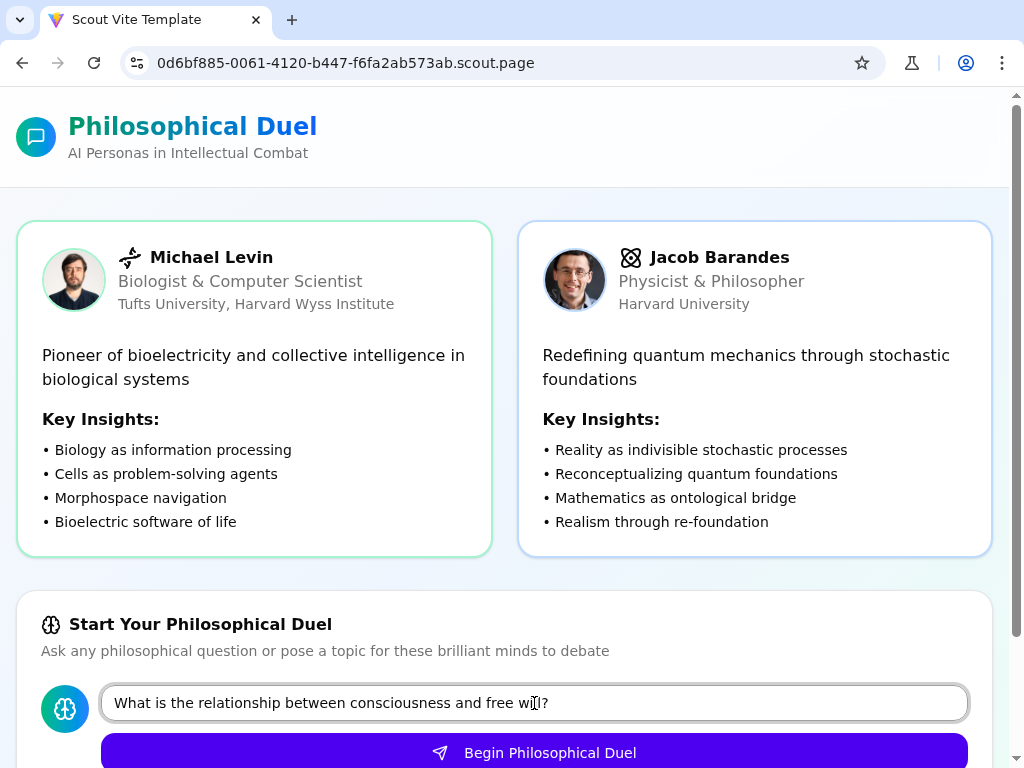 Scout Vite Template
0d6bf885-0061-4120-b447-f6fa2ab573ab.scout.page
Philosophical Duel
AI Personas in Intellectual Combat
Michael Levin
Biologist & Computer Scientist
Tufts University, Harvard Wyss Institute
Pioneer of bioelectricity and collective intelligence in
biological systems
Key Insights:
• Biology as information processing
• Cells as problem-solving agents
• Morphospace navigation
• Bioelectric software of life
Jacob Barandes
Physicist & Philosopher
Harvard University
Redefining quantum mechanics through stochastic
foundations
Key Insights:
• Reality as indivisible stochastic processes
• Reconceptualizing quantum foundations
• Mathematics as ontological bridge
• Realism through re-foundation
Start Your Philosophical Duel
Ask any philosophical question or pose a topic for these brilliant minds to debate
What is the relationship between consciousness and free will?
Begin Philosophical Duel